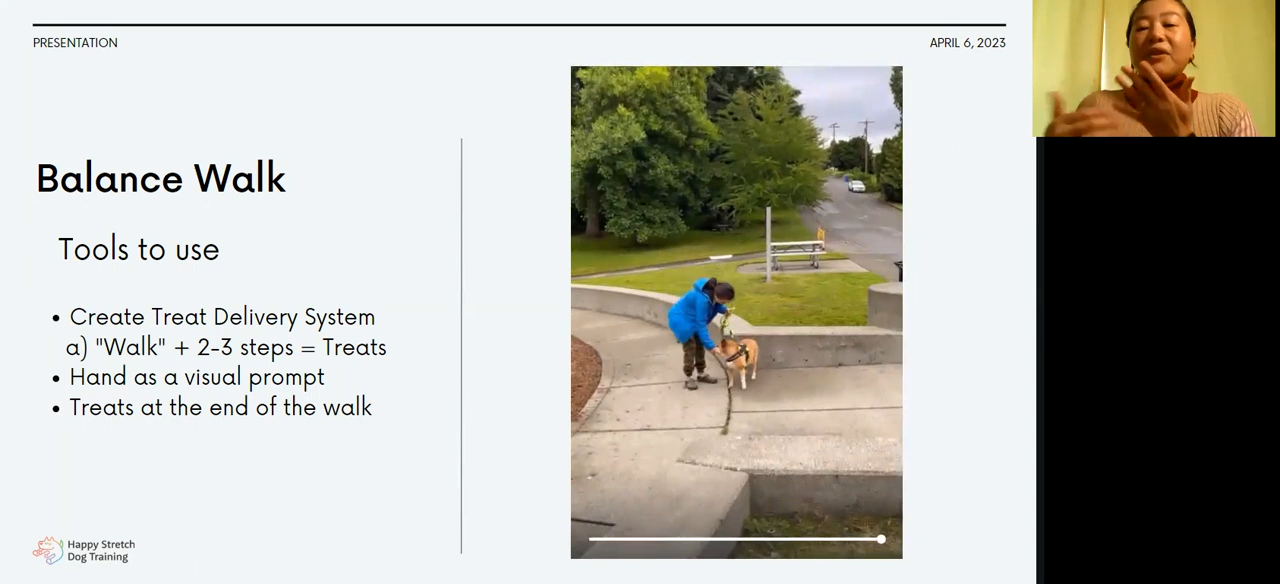 PRESENTATION
APRIL 6, 2023
Balance Walk
Tools to use
• Create Treat Delivery System
a) "Walk" + 2-3 steps = Treats
• Hand as a visual prompt
• Treats at the end of the walk
Happy Stretch
Dog Training